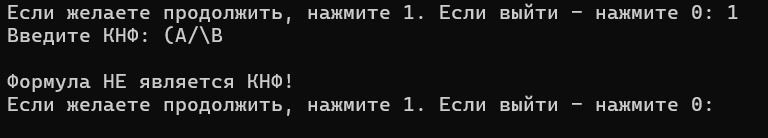 Если желаете продолжить, нажмите 1. Если выйти - нажмите 0: 1
Введите КНФ: (A/\B
Формула НЕ является КНФ!
Если желаете продолжить, нажмите 1. Если выйти - нажмите 0: